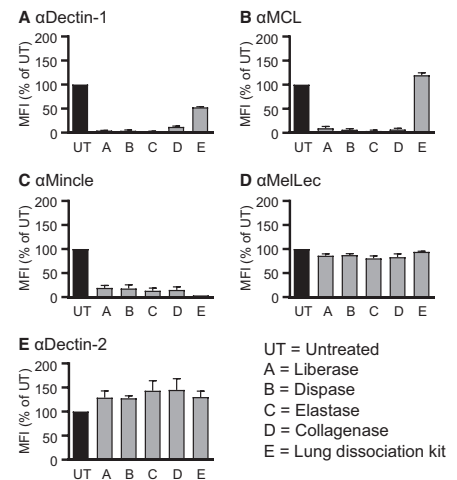 A αDectin-1
200
150
100
50
0
MFI (% of UT)
UT A B C D E
B αMCL
200
150
100
50
0
MFI (% of UT)
UT A B C D E
C αMincle
200
150
100
50
0
MFI (% of UT)
UT A B C D E
D αMelLec
200
150
100
50
0
MFI (% of UT)
UT A B C D E
E αDectin-2
200
150
100
50
0
MFI (% of UT)
UT A B C D E
UT = Untreated
A = Liberase
B = Dispase
C = Elastase
D = Collagenase
E = Lung dissociation kit